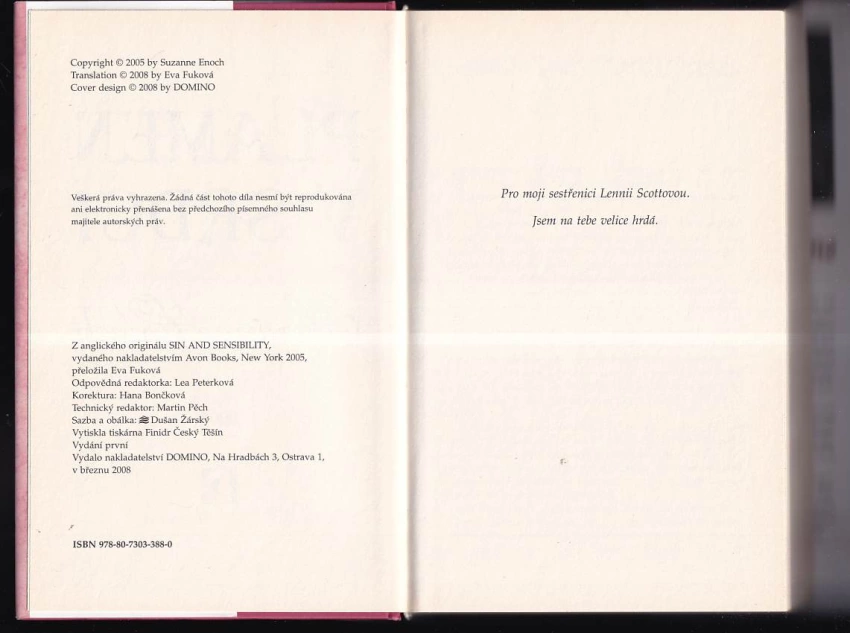 Copyright © 2005 by Suzanne Enoch
Translation © 2008 by Eva Fuková
Cover design © 2008 by DOMINO
Veškerá práva vyhrazena. Žádná část tohoto díla nesmí být reprodukována
ani elektronicky přenášena bez předchozího písemného souhlasu
majitele autorských práv.
Z anglického originálu SIN AND SENSIBILITY,
vydaného nakladatelstvím Avon Books, New York 2005,
přeložila Eva Fuková
Odpovědná redaktorka: Lea Peterková
Korektura: Hana Bončková
Technický redaktor: Martin Pěch
Sazba a obálka: Dušan Žárský
Vytiskla tiskárna Finidr Český Těšín
Vydání první
Vydalo nakladatelství DOMINO, Na Hradbách 3, Ostrava 1,
v březnu 2008
ISBN 978-80-7303-388-0
Pro moji sestřenici Lennii Scottovou.
Jsem na tebe velice hrdá.